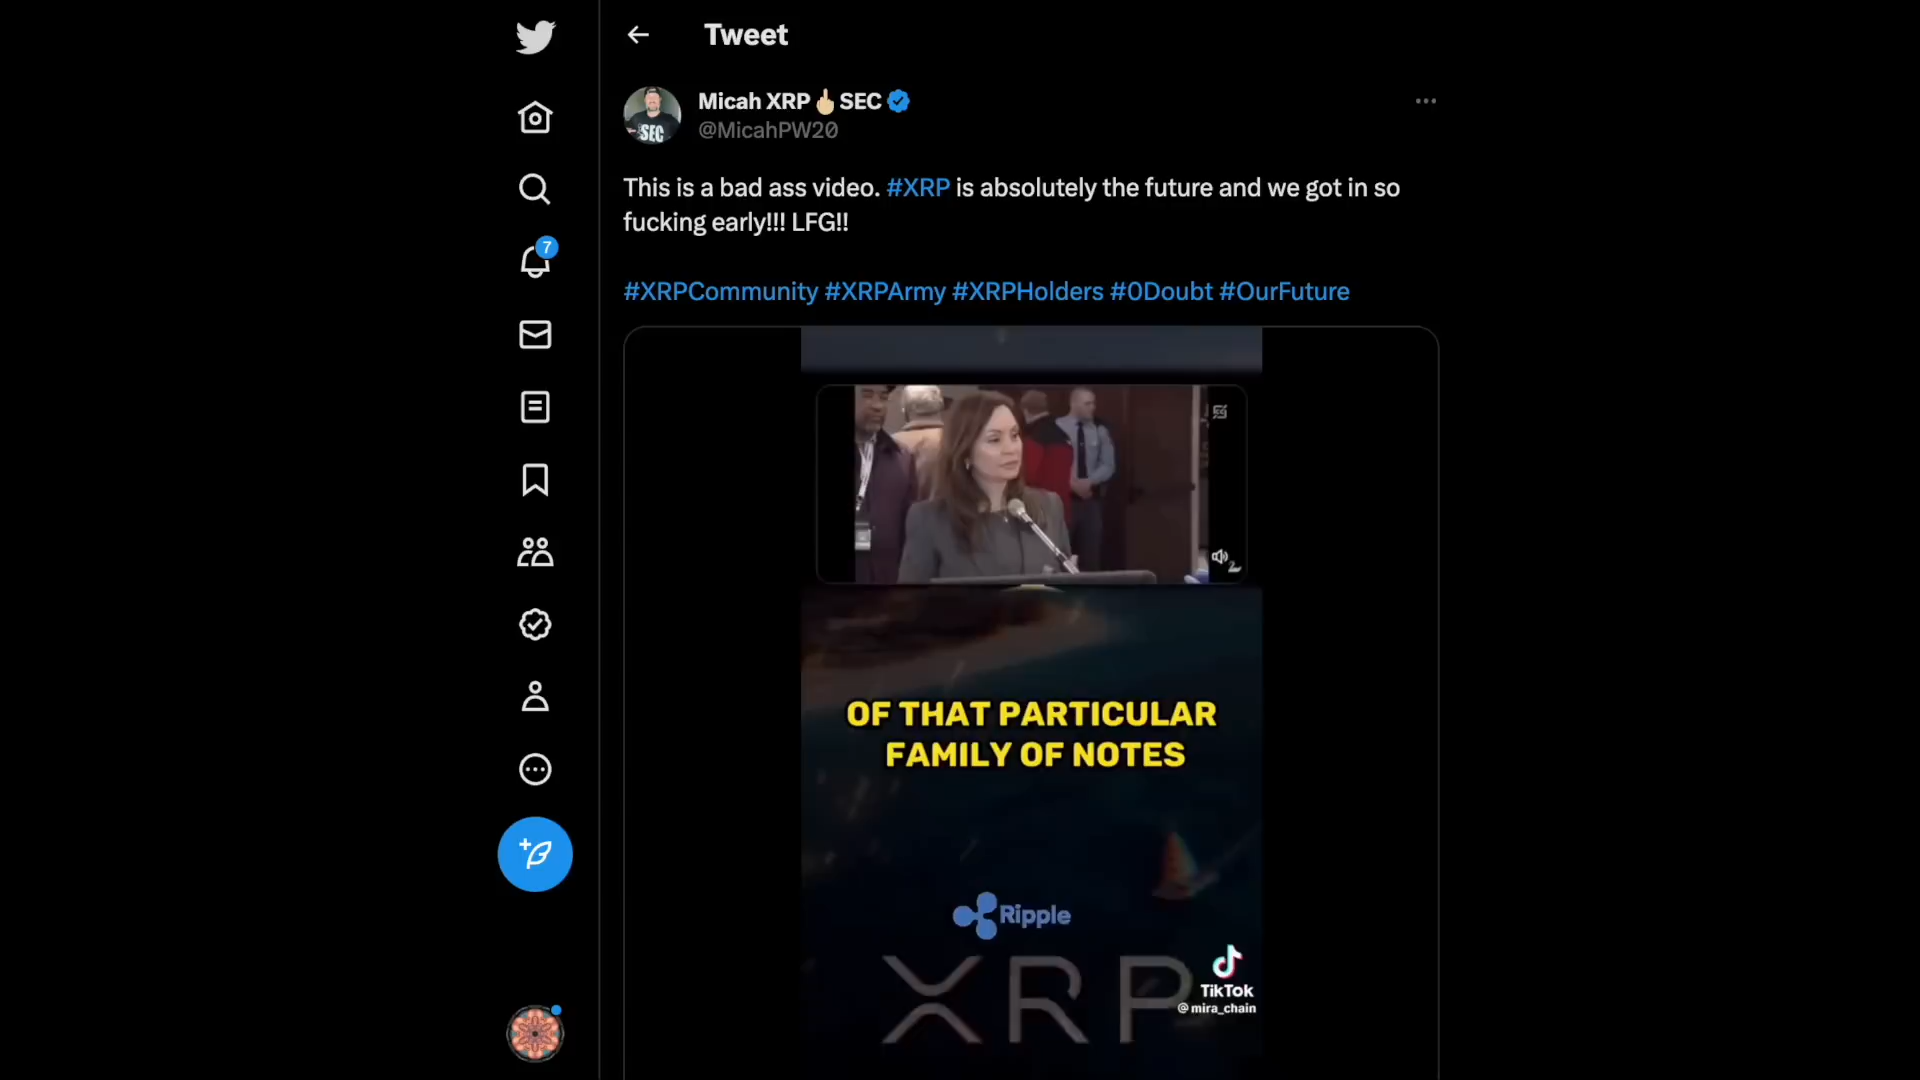 Tweet
Micah XRP🖕🏼SEC
@MicahPW20
SEC
This is a bad ass video. #XRP is absolutely the future and we got in so
fucking early!!! LFG!!
#XRPCommunity #XRPArmy #XRPHolders #0Doubt #OurFuture
7
OF THAT PARTICULAR
FAMILY OF NOTES
Ripple
XRP
TikTok
@mira_chain